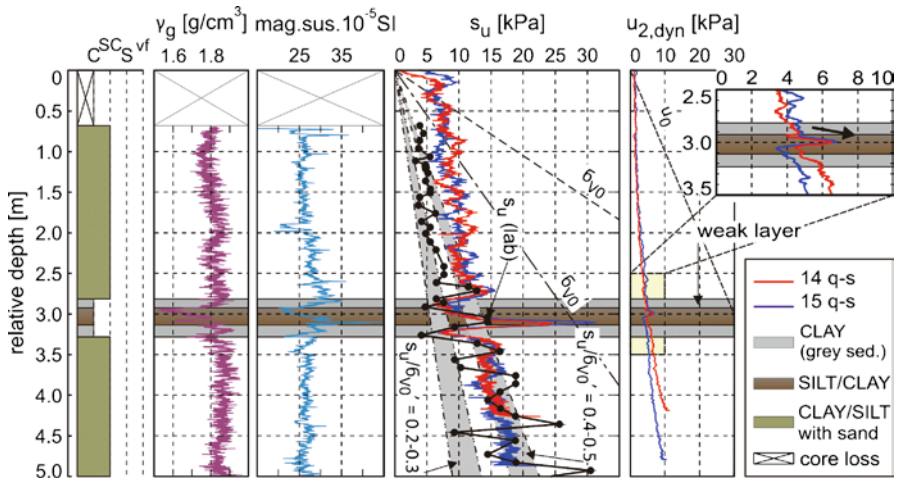 γg [g/cm³] mag.sus.10⁻⁵SI su [kPa] u2,dyn [kPa]
C SC S vf
1.6 1.8 25 35 0 5 10 15 20 25 30 0 10 20 30
0 2 4 6 8 10
2.5
3.0
3.5
0
0.5
1.0
1.5
2.0
2.5
3.0
3.5
4.0
4.5
5.0
relative depth [m]
σv0
σv0'
su (lab)
su/σv0' = 0.2-0.3
su/σv0' = 0.4-0.5
u0
weak layer
14 q-s
15 q-s
CLAY
(grey sed.)
SILT/CLAY
CLAY/SILT
with sand
core loss